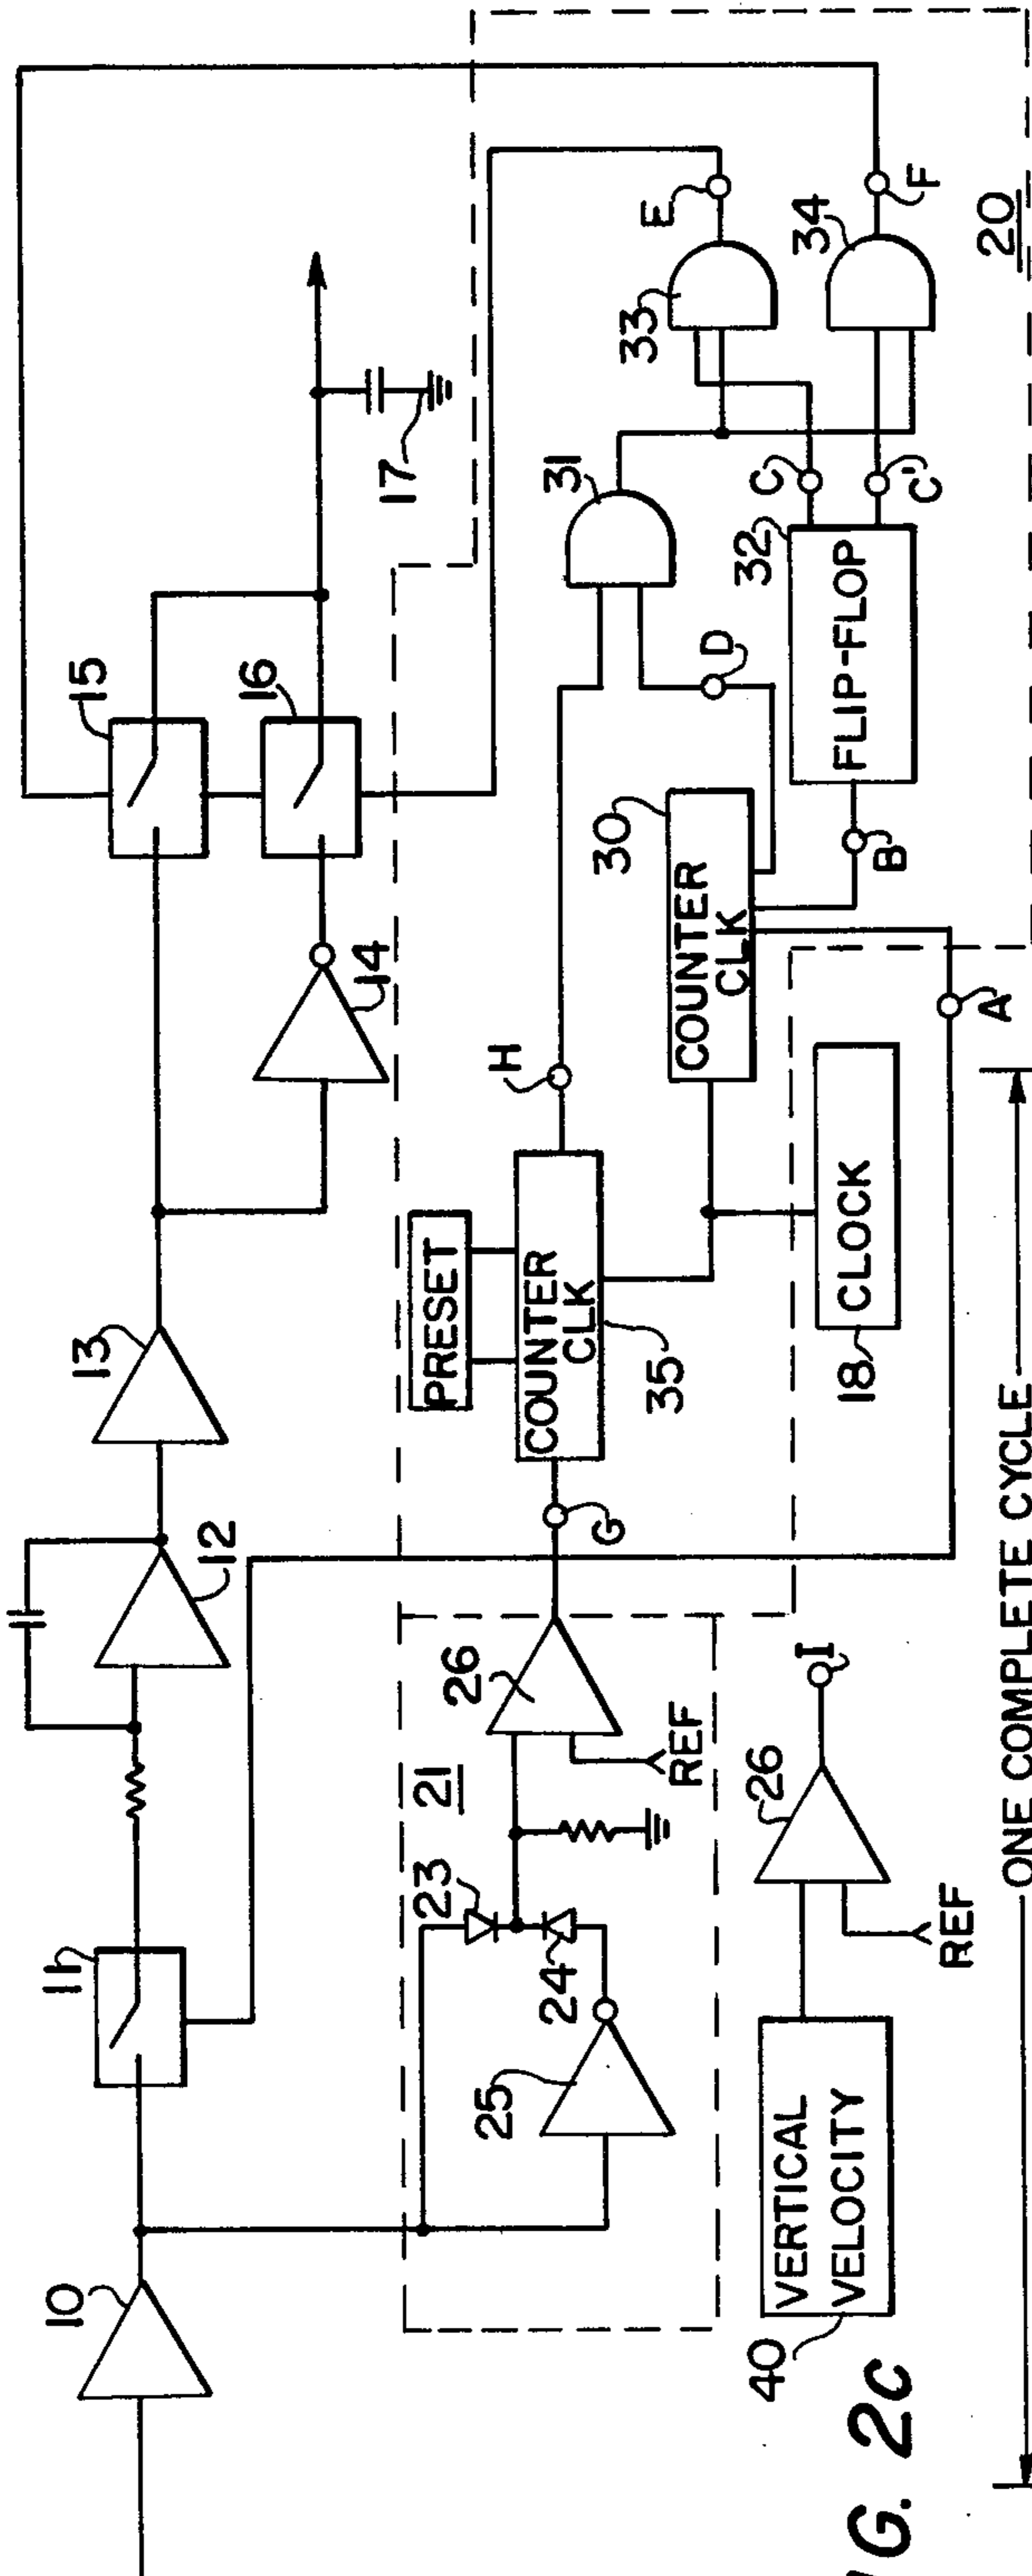 10
11
12
13
14
15
16
17
21
23
24
25
26
REF
G
PRESET
COUNTER
CLK
35
H
18
CLOCK
A
COUNTER
CLK
30
B
D
31
FLIP-FLOP
32
C
C'
33
34
E
F
20
VERTICAL
VELOCITY
40
26
REF
I
G. 2c
ONE COMPLETE CYCLE